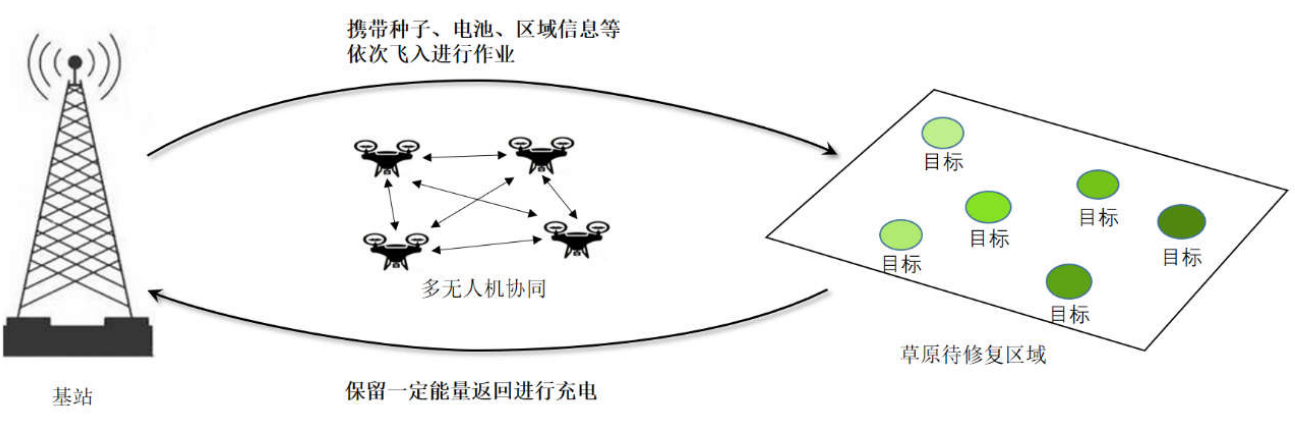 携带种子、电池、区域信息等
依次飞入进行作业
目标
目标
目标
目标
目标
目标
多无人机协同
草原待修复区域
基站
保留一定能量返回进行充电